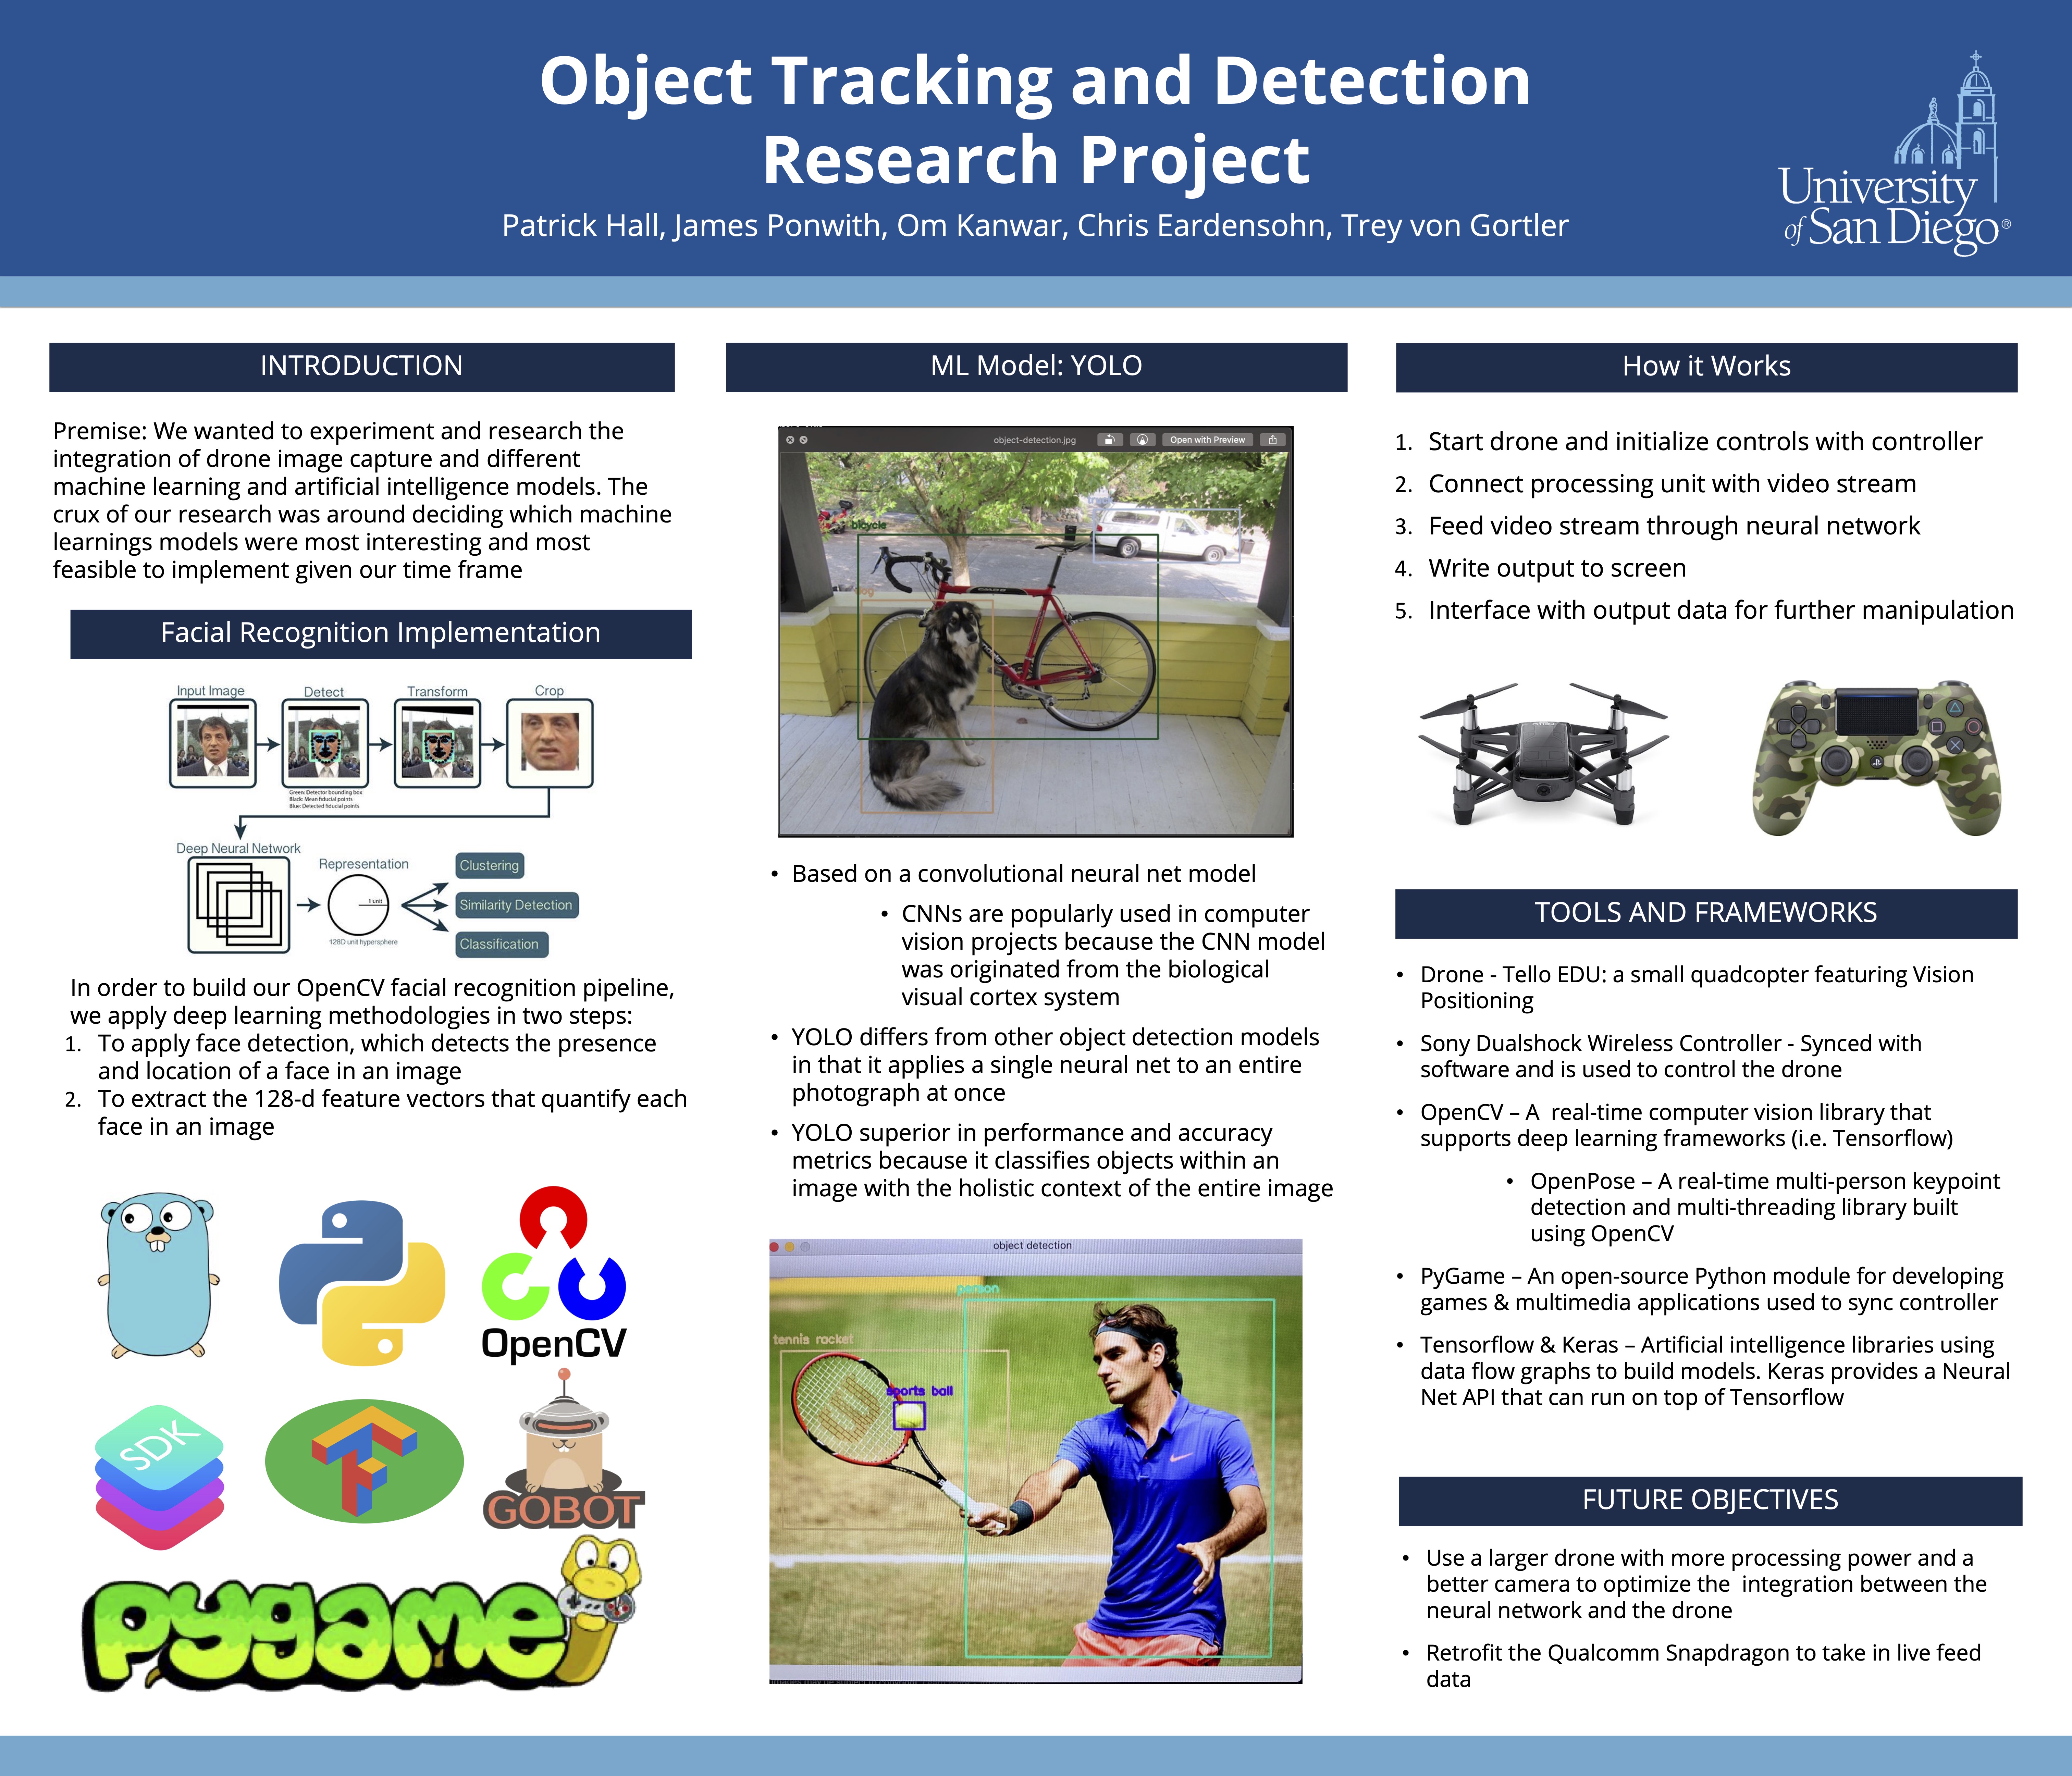 Object Tracking and Detection
Research Project
Patrick Hall, James Ponwith, Om Kanwar, Chris Eardensohn, Trey von Gortler
University
of San Diego®
INTRODUCTION
Premise: We wanted to experiment and research the
integration of drone image capture and different
machine learning and artificial intelligence models. The
crux of our research was around deciding which machine
learnings models were most interesting and most
feasible to implement given our time frame
Facial Recognition Implementation
Input Image
Detect
Transform
Crop
Green: Detector bounding box
Black: Mean fiducial points
Blue: Detected fiducial points
Deep Neural Network
Representation
1 unit
128D unit hypersphere
Clustering
Similarity Detection
Classification
In order to build our OpenCV facial recognition pipeline,
we apply deep learning methodologies in two steps:
1. To apply face detection, which detects the presence
and location of a face in an image
2. To extract the 128-d feature vectors that quantify each
face in an image
OpenCV
SDK
GOBOT
pygame
ML Model: YOLO
object-detection.jpg
Open with Preview
bicycle
dog
• Based on a convolutional neural net model
• CNNs are popularly used in computer
vision projects because the CNN model
was originated from the biological
visual cortex system
• YOLO differs from other object detection models
in that it applies a single neural net to an entire
photograph at once
• YOLO superior in performance and accuracy
metrics because it classifies objects within an
image with the holistic context of the entire image
object detection
person
tennis racket
sports ball
How it Works
1. Start drone and initialize controls with controller
2. Connect processing unit with video stream
3. Feed video stream through neural network
4. Write output to screen
5. Interface with output data for further manipulation
TOOLS AND FRAMEWORKS
• Drone - Tello EDU: a small quadcopter featuring Vision
Positioning
• Sony Dualshock Wireless Controller - Synced with
software and is used to control the drone
• OpenCV – A  real-time computer vision library that
supports deep learning frameworks (i.e. Tensorflow)
• OpenPose – A real-time multi-person keypoint
detection and multi-threading library built
using OpenCV
• PyGame – An open-source Python module for developing
games & multimedia applications used to sync controller
• Tensorflow & Keras – Artificial intelligence libraries using
data flow graphs to build models. Keras provides a Neural
Net API that can run on top of Tensorflow
FUTURE OBJECTIVES
• Use a larger drone with more processing power and a
better camera to optimize the  integration between the
neural network and the drone
• Retrofit the Qualcomm Snapdragon to take in live feed
data